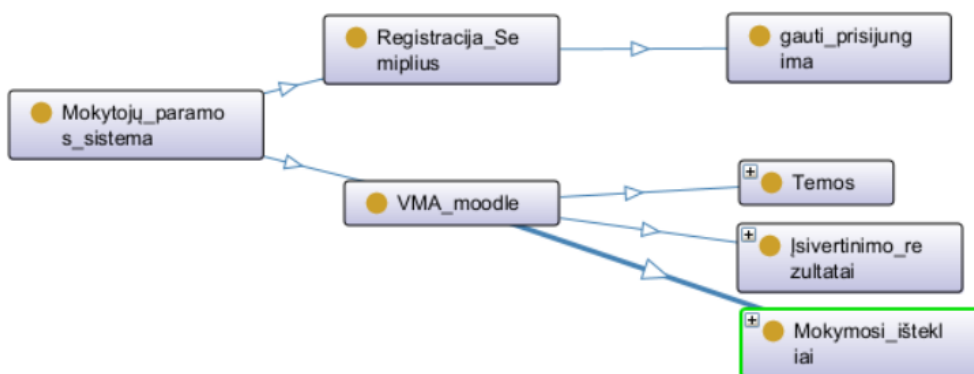 Registracija_Se
miplius
gauti_prisijung
ima
Mokytojų_paramo
s_sistema
Temos
VMA_moodle
Įsivertinimo_re
zultatai
Mokymosi_ištekl
iai